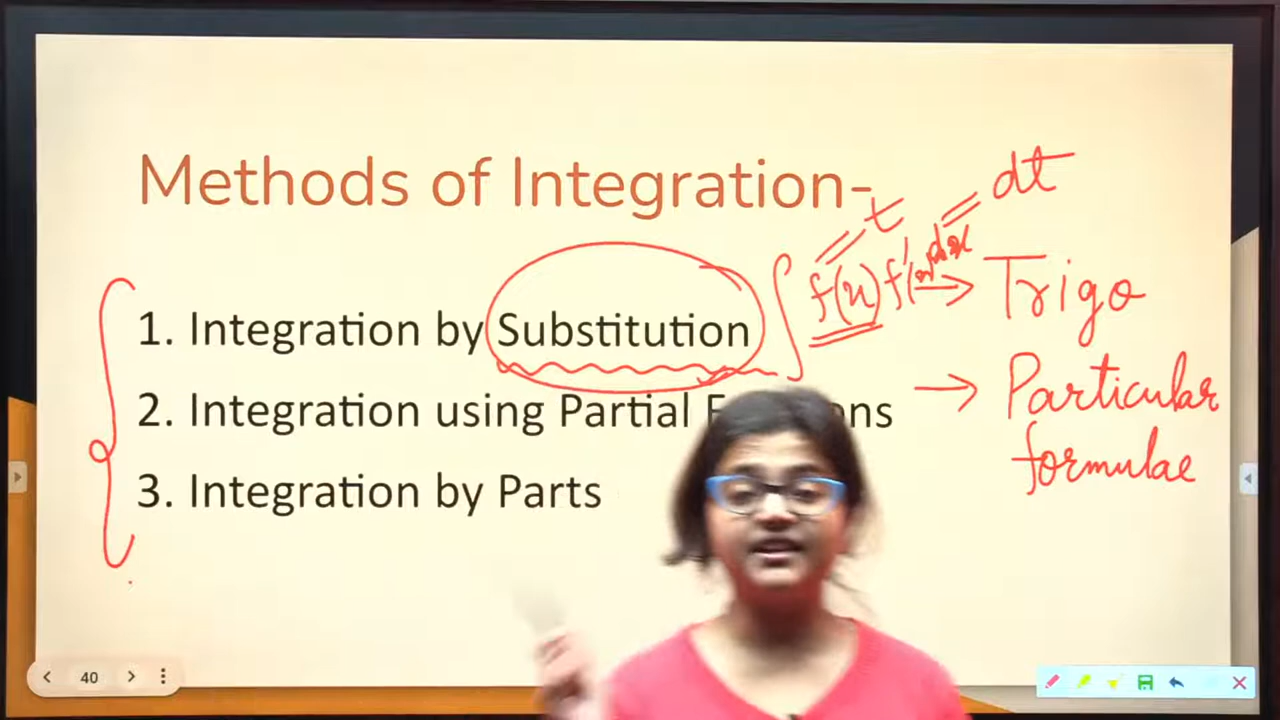 Methods of Integration-
t
dt
1. Integration by Substitution
∫ f(x) f'(x) dx
→ Trigo
2. Integration using Partial
→ Particular
formulae
3. Integration by Parts
40